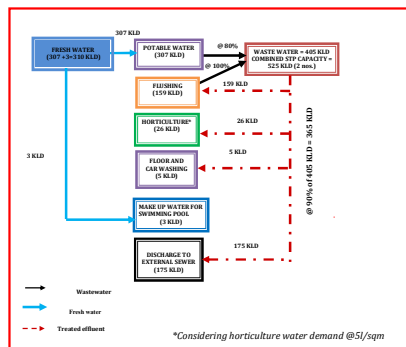 307 KLD
FRESH WATER
(307 +3=310 KLD)
POTABLE WATER
(307 KLD)
@ 80%
WASTE WATER = 405 KLD
COMBINED STP CAPACITY =
525 KLD (2 nos.)
@ 100%
FLUSHING
(159 KLD)
159 KLD
HORTICULTURE*
(26 KLD)
26 KLD
FLOOR AND
CAR WASHING
(5 KLD)
5 KLD
@ 90% of 405 KLD = 365 KLD
3 KLD
MAKE UP WATER FOR
SWIMMING POOL
(3 KLD)
DISCHARGE TO
EXTERNAL SEWER
(175 KLD)
175 KLD
Wastewater
Fresh water
Treated effluent
*Considering horticulture water demand @5l/sqm